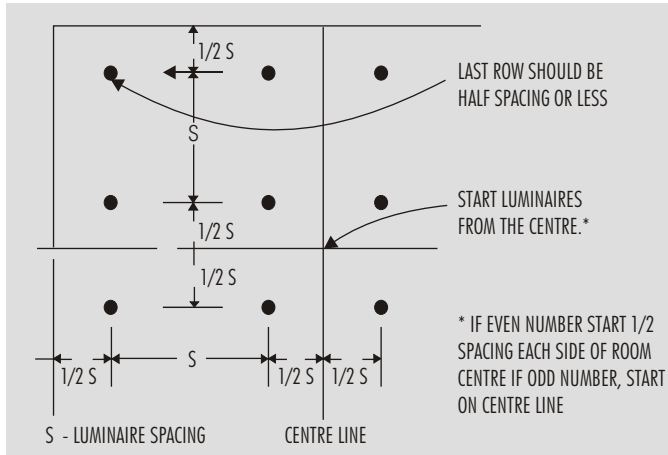 1/2 S
LAST ROW SHOULD BE
HALF SPACING OR LESS
S
START LUMINAIRES
FROM THE CENTRE.*
1/2 S
1/2 S
* IF EVEN NUMBER START 1/2
SPACING EACH SIDE OF ROOM
CENTRE IF ODD NUMBER, START
ON CENTRE LINE
1/2 S
S
1/2 S
1/2 S
S - LUMINAIRE SPACING
CENTRE LINE